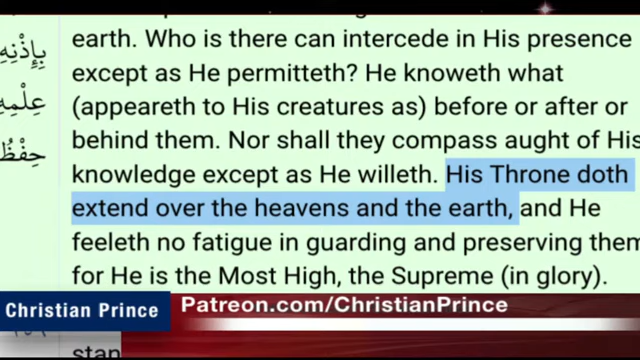 earth. Who is there can intercede in His presence
except as He permitteth? He knoweth what
(appeareth to His creatures as) before or after or
behind them. Nor shall they compass aught of His
knowledge except as He willeth. His Throne doth
extend over the heavens and the earth, and He
feeleth no fatigue in guarding and preserving them
for He is the Most High, the Supreme (in glory).
بِإِذْنِهِ
عِلْمِهِ
حِفْظُ
Christian Prince
Patreon.com/ChristianPrince
stan